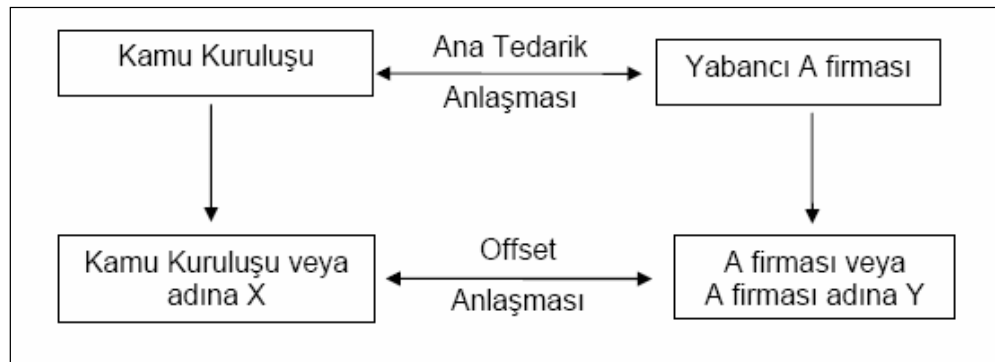 Kamu Kuruluşu
Ana Tedarik
Anlaşması
Yabancı A firması
Kamu Kuruluşu veya
adına X
Offset
Anlaşması
A firması veya
A firması adına Y